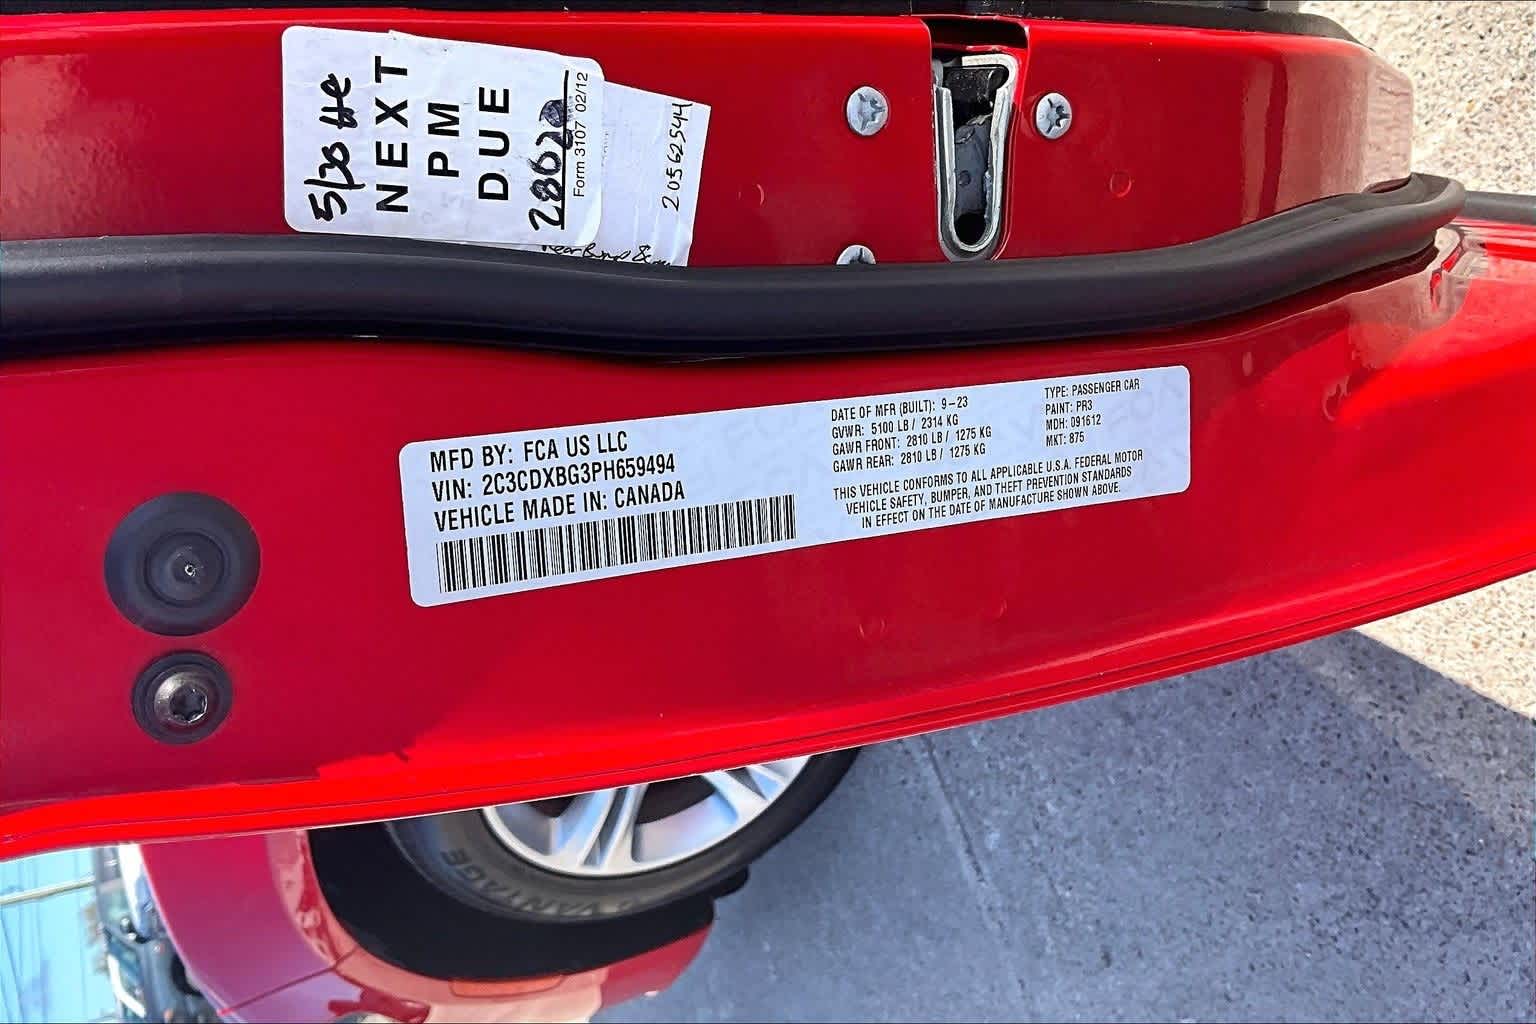 5/30 HC
NEXT
PM
DUE
Form 3107 02/12
20562544
Rear Bumper
MFD BY: FCA US LLC
VIN: 2C3CDXBG3PH659494
VEHICLE MADE IN: CANADA
DATE OF MFR (BUILT): 9-23
GVWR: 5100 LB / 2314 KG
GAWR FRONT: 2810 LB / 1275 KG
GAWR REAR: 2810 LB / 1275 KG
TYPE: PASSENGER CAR
PAINT: PR3
MDH: 091612
MKT: 875
THIS VEHICLE CONFORMS TO ALL APPLICABLE U.S.A. FEDERAL MOTOR
VEHICLE SAFETY, BUMPER, AND THEFT PREVENTION STANDARDS
IN EFFECT ON THE DATE OF MANUFACTURE SHOWN ABOVE.
VANTAGE